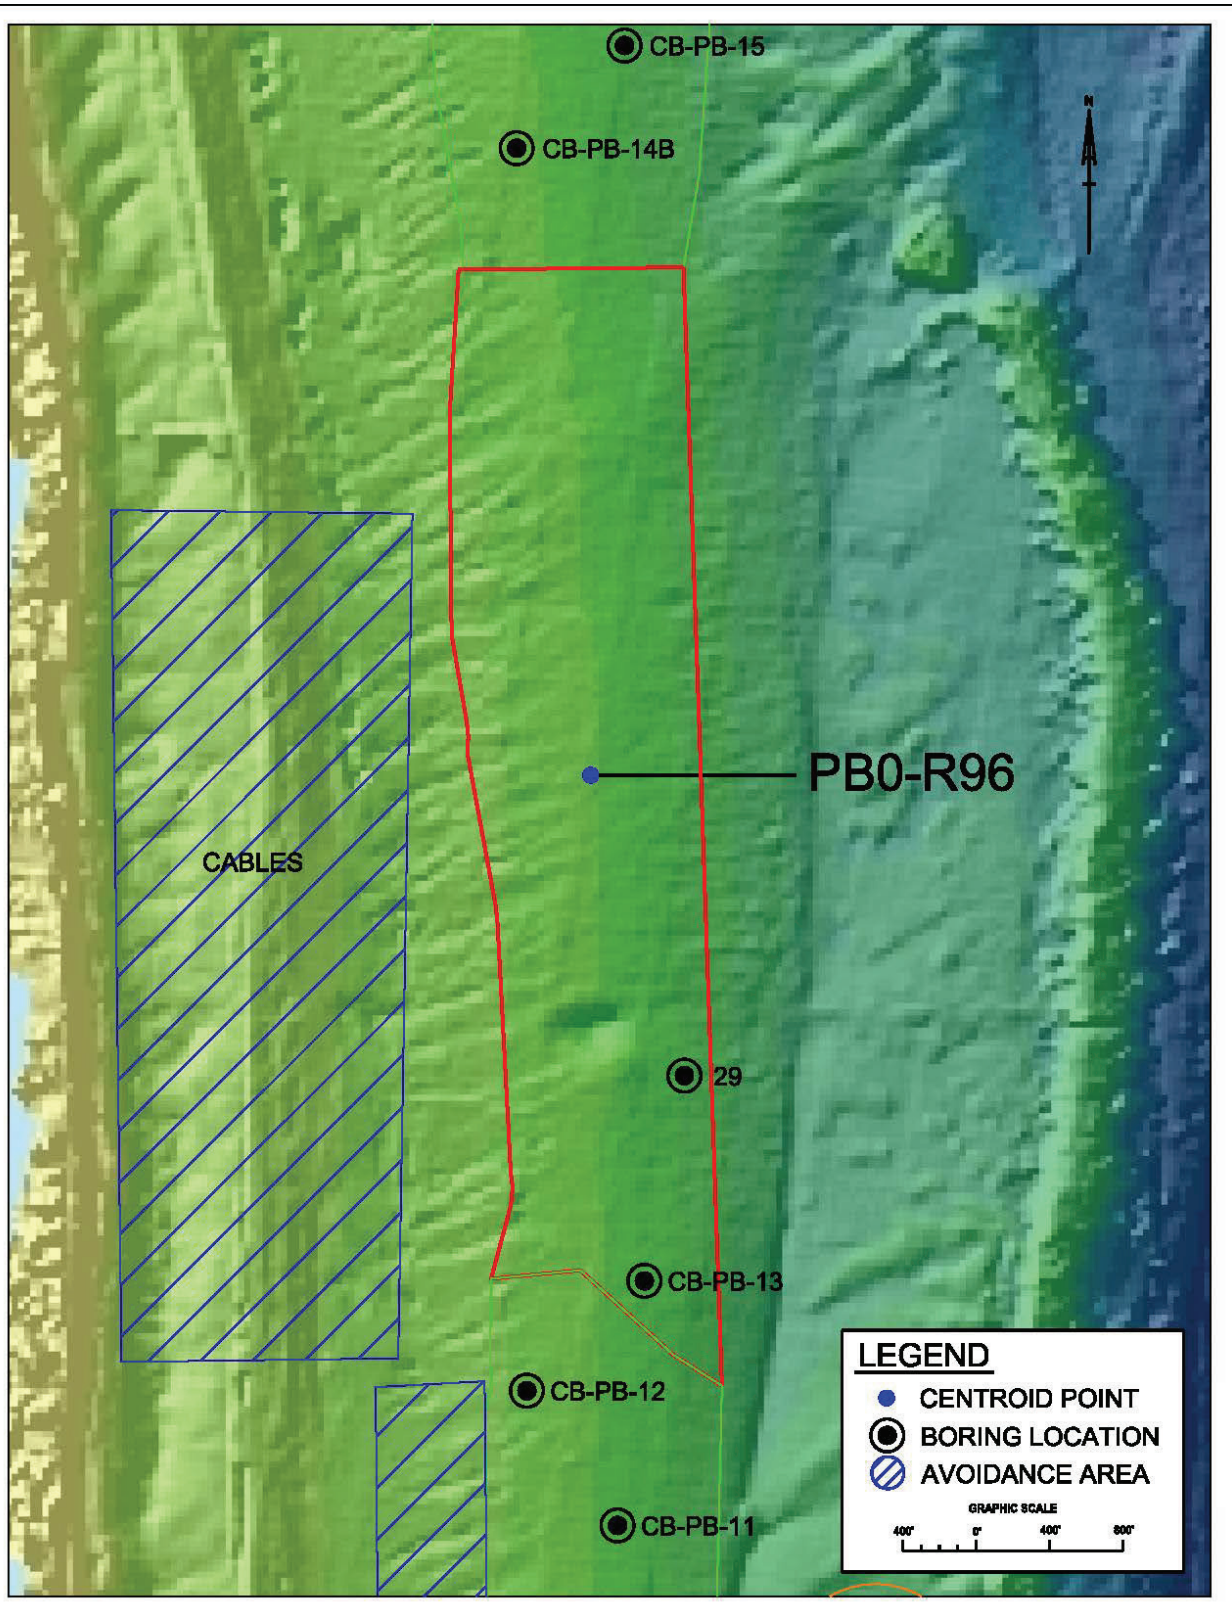 CB-PB-15
N
CB-PB-14B
PB0-R96
CABLES
29
CB-PB-13
CB-PB-12
CB-PB-11
LEGEND
CENTROID POINT
BORING LOCATION
AVOIDANCE AREA
GRAPHIC SCALE
400' 0' 400' 800'